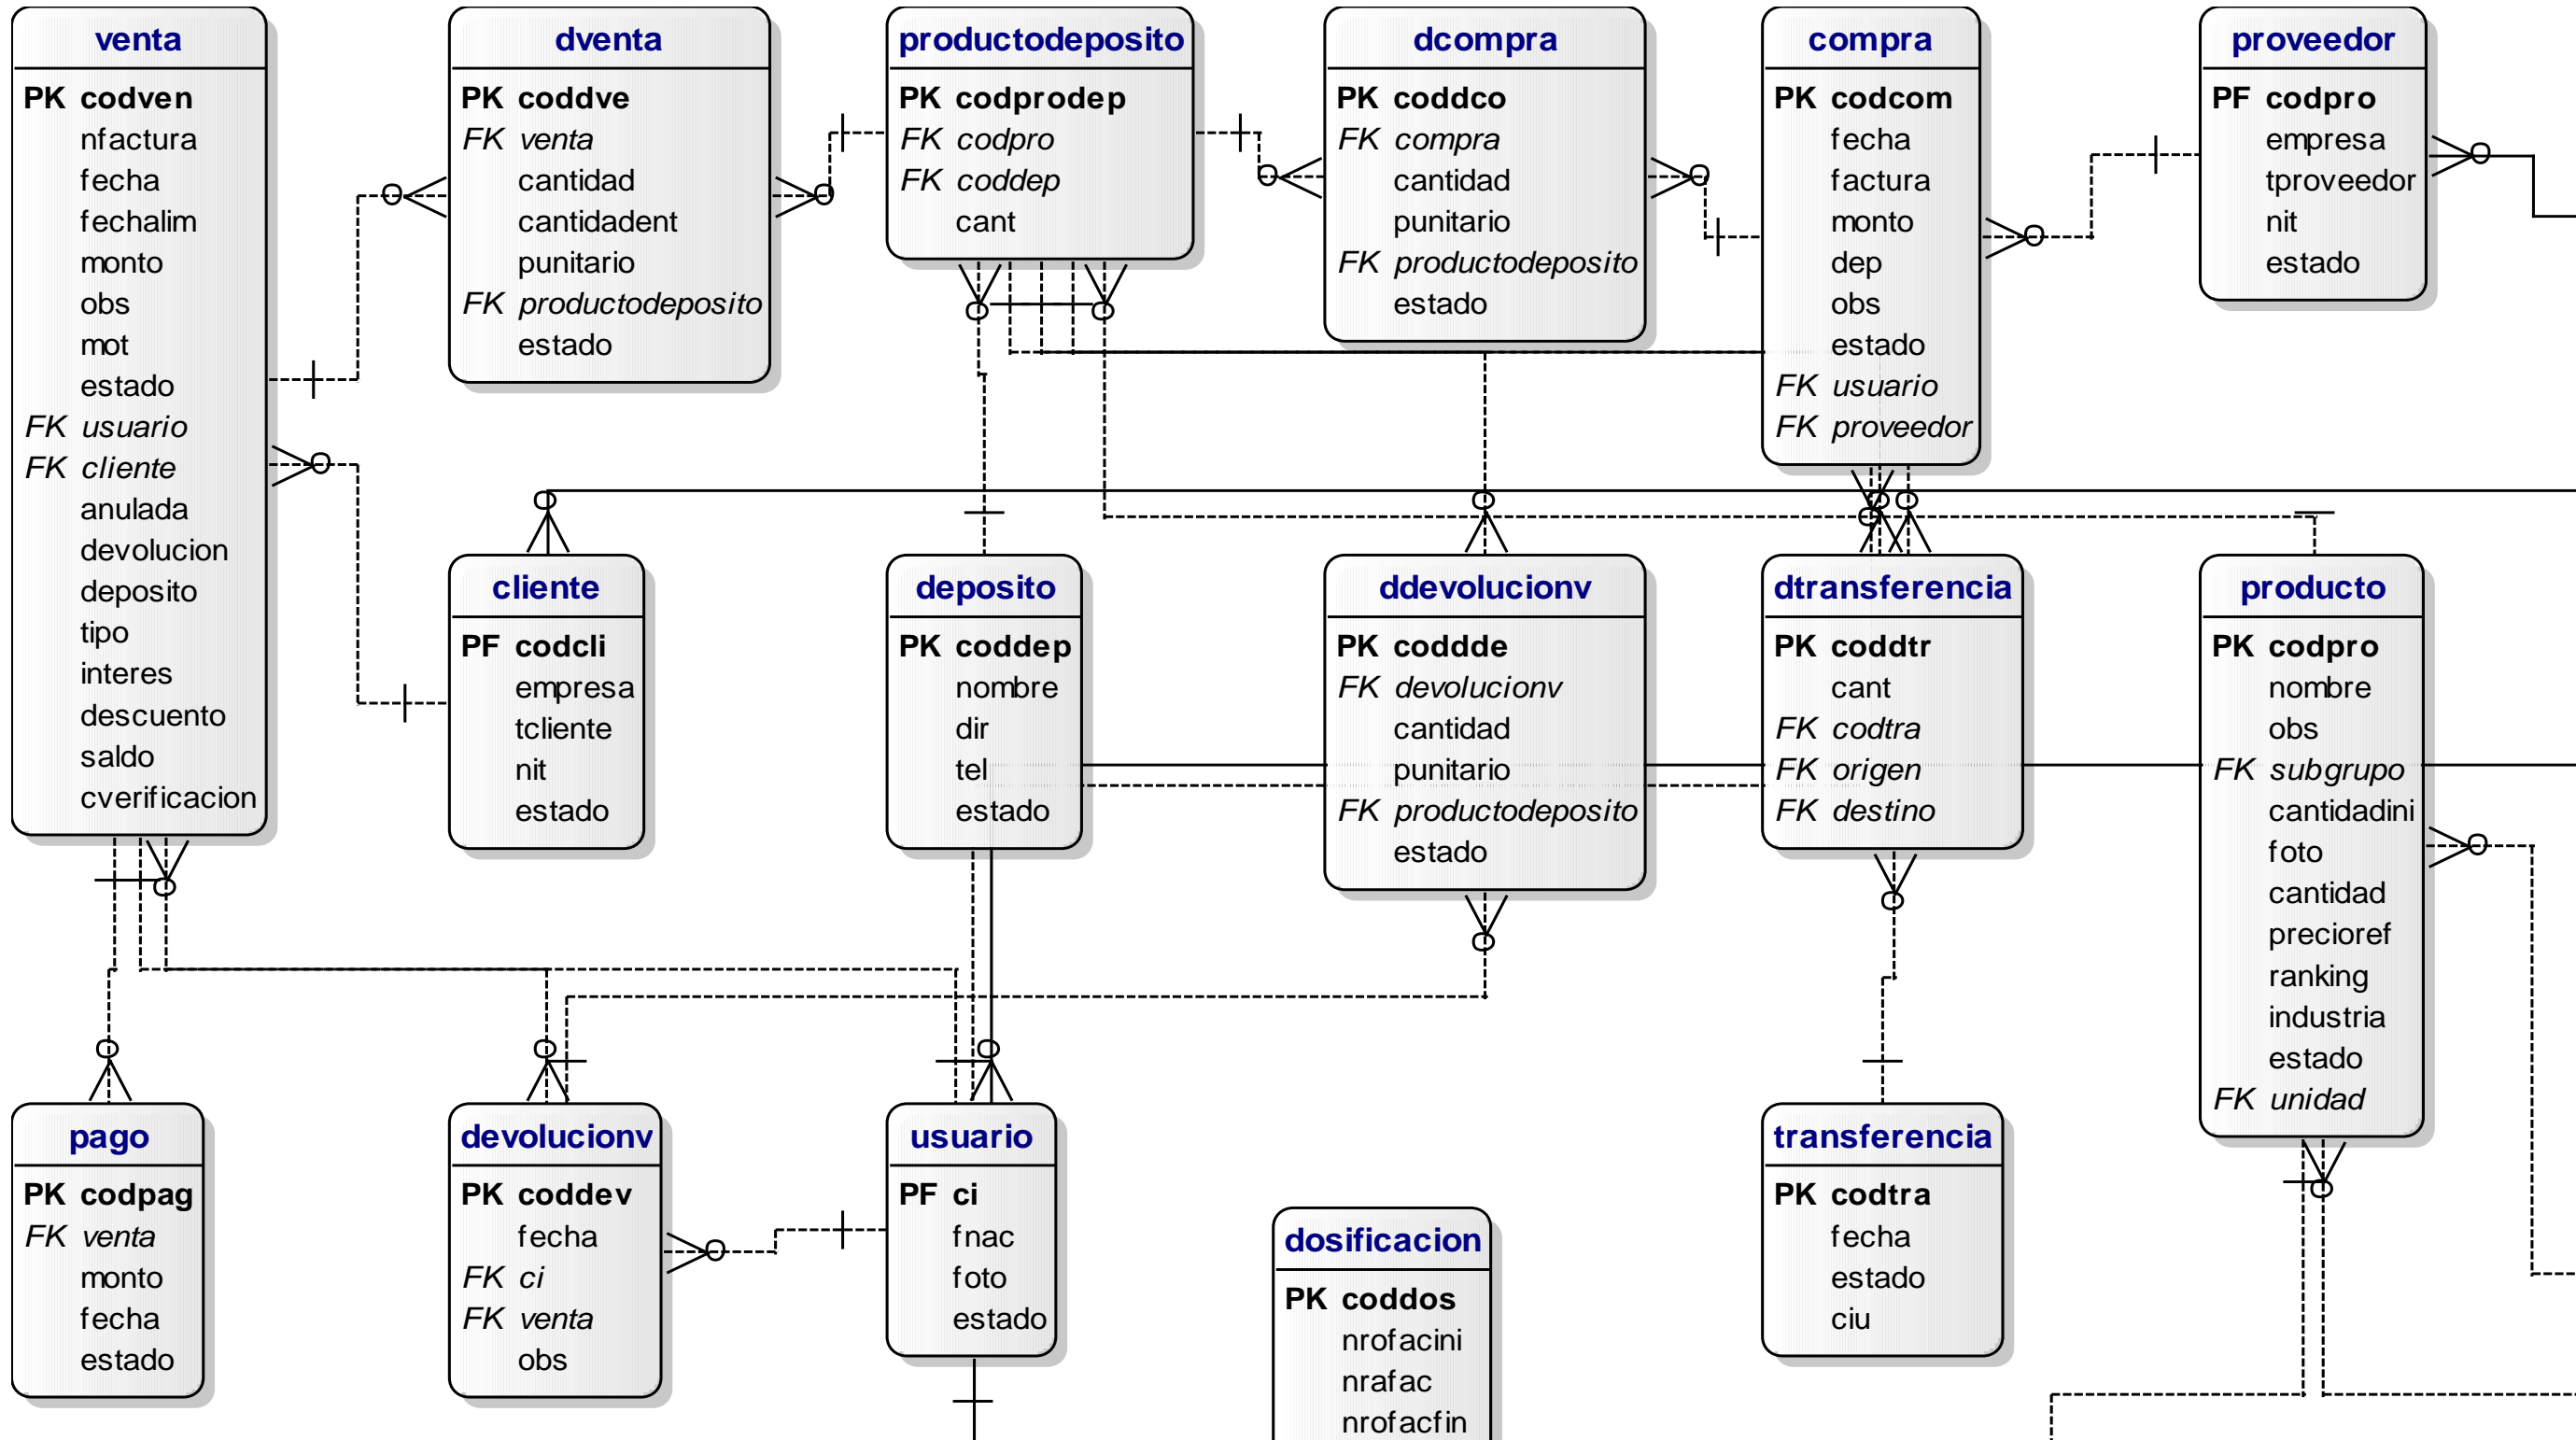 venta
PK codven
nfactura
fecha
fechalim
monto
obs
mot
estado
FK usuario
FK cliente
anulada
devolucion
deposito
tipo
interes
descuento
saldo
cverificacion
dventa
PK coddve
FK venta
cantidad
cantidadent
punitario
FK productodeposito
estado
productodeposito
PK codprodep
FK codpro
FK coddep
cant
dcompra
PK coddco
FK compra
cantidad
punitario
FK productodeposito
estado
compra
PK codcom
fecha
factura
monto
dep
obs
estado
FK usuario
FK proveedor
proveedor
PF codpro
empresa
tproveedor
nit
estado
cliente
PF codcli
empresa
tcliente
nit
estado
deposito
PK coddep
nombre
dir
tel
estado
ddevolucionv
PK coddde
FK devolucionv
cantidad
punitario
FK productodeposito
estado
dtransferencia
PK coddtr
cant
FK codtra
FK origen
FK destino
producto
PK codpro
nombre
obs
FK subgrupo
cantidadini
foto
cantidad
precioref
ranking
industria
estado
FK unidad
pago
PK codpag
FK venta
monto
fecha
estado
devolucionv
PK coddev
fecha
FK ci
FK venta
obs
usuario
PF ci
fnac
foto
estado
dosificacion
PK coddos
nrofacini
nrafac
nrofacfin
transferencia
PK codtra
fecha
estado
ciu